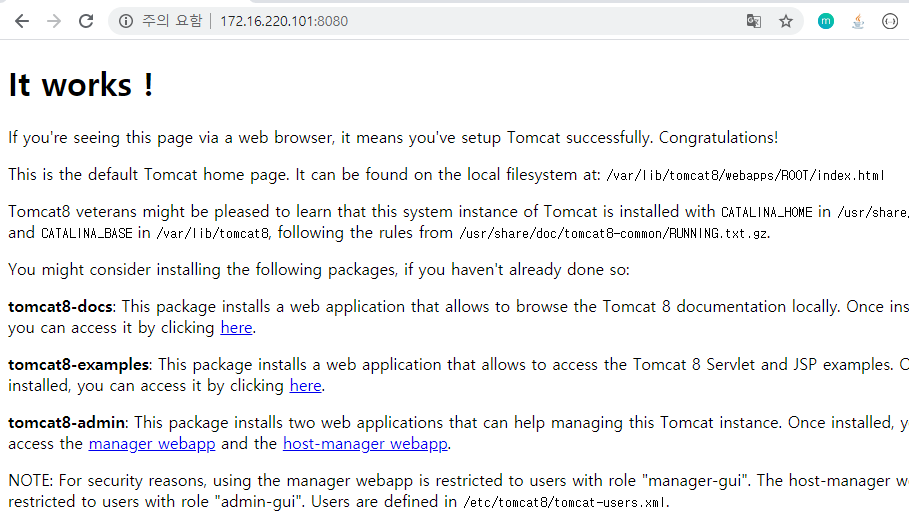 주의 요함 | 172.16.220.101:8080
m
It works !
If you're seeing this page via a web browser, it means you've setup Tomcat successfully. Congratulations!
This is the default Tomcat home page. It can be found on the local filesystem at: /var/lib/tomcat8/webapps/ROOT/index.html
Tomcat8 veterans might be pleased to learn that this system instance of Tomcat is installed with CATALINA_HOME in /usr/share
and CATALINA_BASE in /var/lib/tomcat8, following the rules from /usr/share/doc/tomcat8-common/RUNNING.txt.gz.
You might consider installing the following packages, if you haven't already done so:
tomcat8-docs: This package installs a web application that allows to browse the Tomcat 8 documentation locally. Once ins
you can access it by clicking here.
tomcat8-examples: This package installs a web application that allows to access the Tomcat 8 Servlet and JSP examples. O
installed, you can access it by clicking here.
tomcat8-admin: This package installs two web applications that can help managing this Tomcat instance. Once installed, y
access the manager webapp and the host-manager webapp.
NOTE: For security reasons, using the manager webapp is restricted to users with role "manager-gui". The host-manager w
restricted to users with role "admin-gui". Users are defined in /etc/tomcat8/tomcat-users.xml.